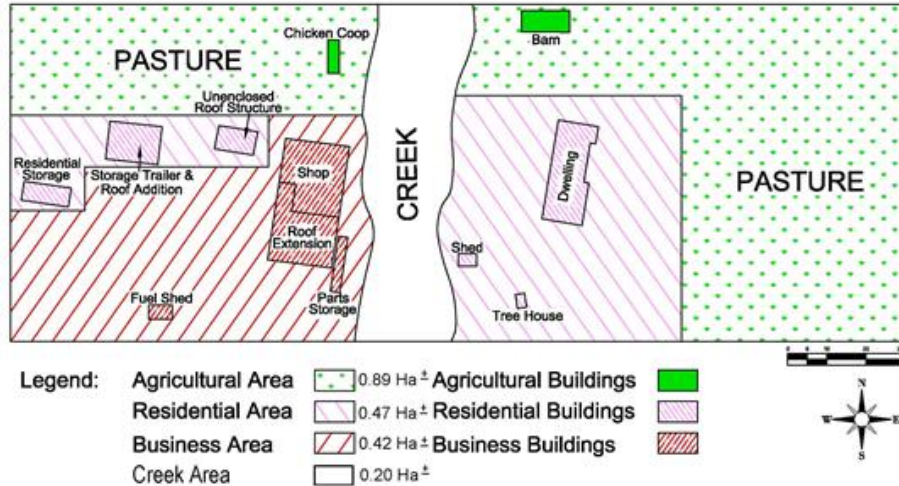 Chicken Coop
Barn
PASTURE
Unenclosed
Roof Structure
Residential
Storage
Storage Trailer &
Roof Addition
Shop
CREEK
Dwelling
PASTURE
Roof
Extension
Shed
Fuel Shed
Parts
Storage
Tree House
Legend:
Agricultural Area 0.89 Ha ± Agricultural Buildings
Residential Area 0.47 Ha ± Residential Buildings
Business Area 0.42 Ha ± Business Buildings
Creek Area 0.20 Ha ±
N
W E
S